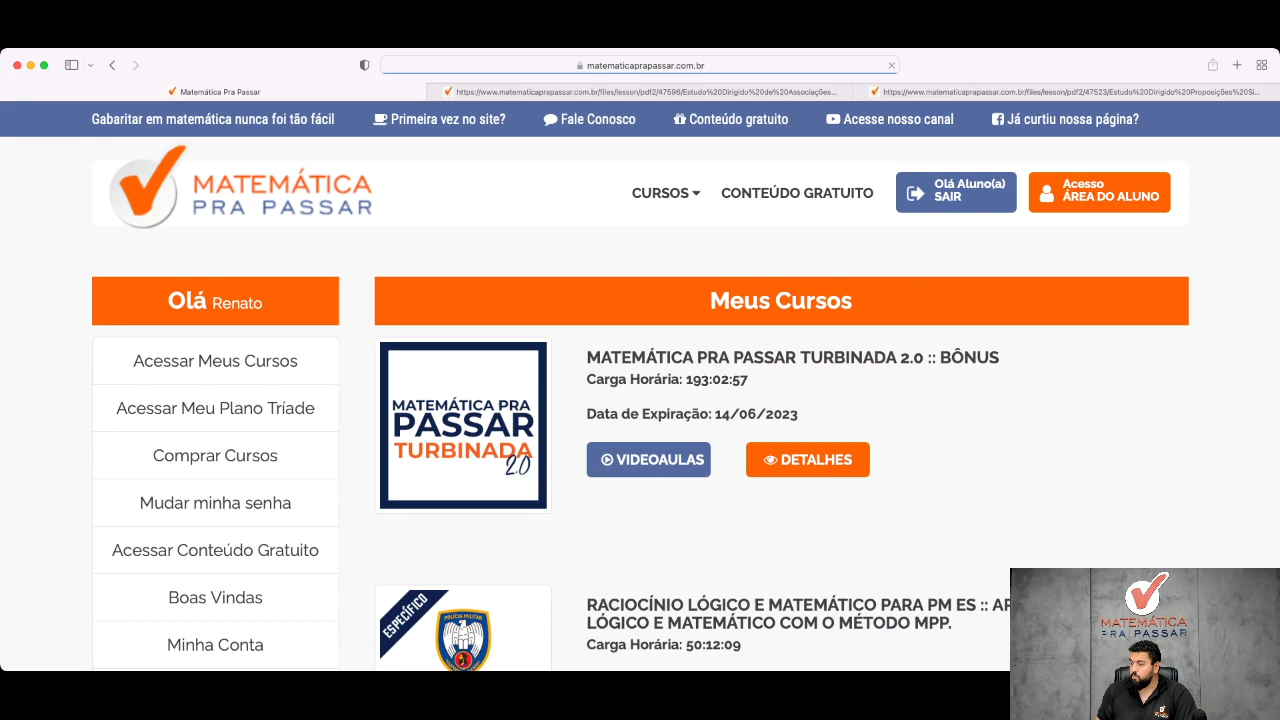 matematicaprapassar.com.br
Matemática Pra Passar
https://www.matematicaprapassar.com.br/files/lesson/pdf2/47596/Estudo%20Dirigido%20de%20Associações...
https://www.matematicaprapassar.com.br/files/lesson/pdf2/47523/Estudo%20Dirigido%20Proposições%20Si...
Gabaritar em matemática nunca foi tão fácil
Primeira vez no site?
Fale Conosco
Conteúdo gratuito
Acesse nosso canal
Já curtiu nossa página?
MATEMÁTICA
PRA PASSAR
CURSOS
CONTEÚDO GRATUITO
Olá Aluno(a)
SAIR
Acesso
ÁREA DO ALUNO
Olá Renato
Meus Cursos
Acessar Meus Cursos
Acessar Meu Plano Tríade
Comprar Cursos
Mudar minha senha
Acessar Conteúdo Gratuito
Boas Vindas
Minha Conta
MATEMÁTICA PRA
PASSAR
TURBINADA
2.0
MATEMÁTICA PRA PASSAR TURBINADA 2.0 :: BÔNUS
Carga Horária: 193:02:57
Data de Expiração: 14/06/2023
VIDEOAULAS
DETALHES
ESPECÍFICO
POLÍCIA MILITAR
RACIOCÍNIO LÓGICO E MATEMÁTICO PARA PM ES :: AP
LÓGICO E MATEMÁTICO COM O MÉTODO MPP.
Carga Horária: 50:12:09
MATEMÁTICA
PRA PASSAR